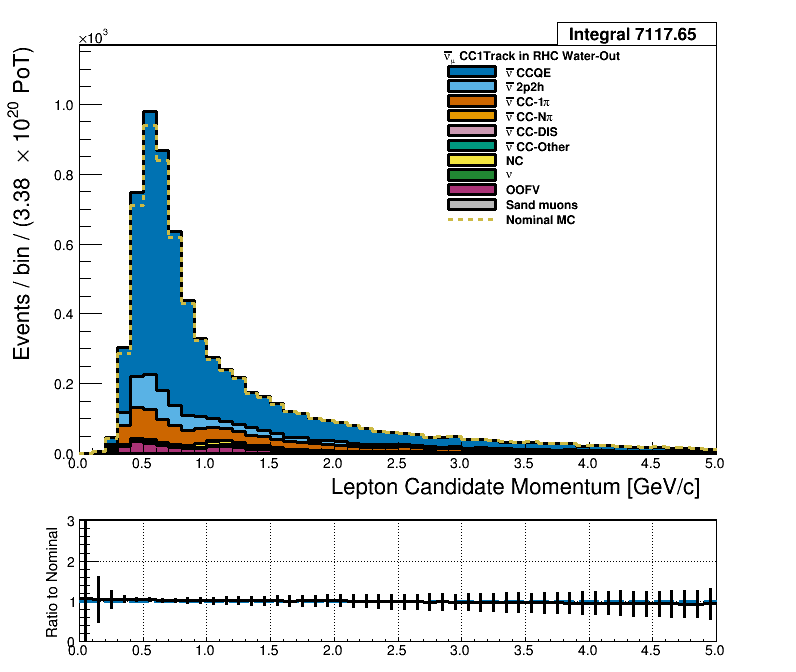 Integral 7117.65
×10³
ν̅μ CC1Track in RHC Water-Out
ν̅ CCQE
ν̅ 2p2h
ν̅ CC-1π
ν̅ CC-Nπ
ν̅ CC-DIS
ν̅ CC-Other
NC
ν
OOFV
Sand muons
Nominal MC
Events / bin / (3.38 × 10²⁰ PoT)
1.0
0.8
0.6
0.4
0.2
0.0
0.0 0.5 1.0 1.5 2.0 2.5 3.0 3.5 4.0 4.5 5.0
Lepton Candidate Momentum [GeV/c]
Ratio to Nominal
3
2
1
0
0.0 0.5 1.0 1.5 2.0 2.5 3.0 3.5 4.0 4.5 5.0